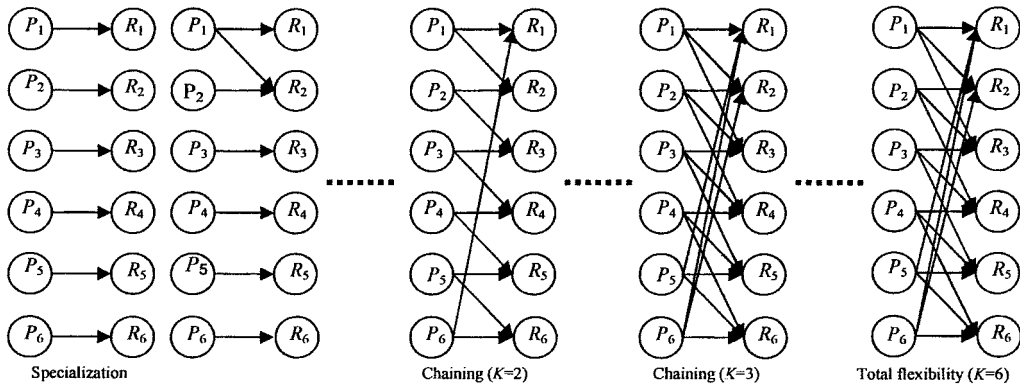 P1 R1 P1 R1 P1 R1 P1 R1 P1 R1
P2 R2 P2 R2 P2 R2 P2 R2 P2 R2
P3 R3 P3 R3 P3 R3 P3 R3 P3 R3
P4 R4 P4 R4 P4 R4 P4 R4 P4 R4
P5 R5 P5 R5 P5 R5 P5 R5 P5 R5
P6 R6 P6 R6 P6 R6 P6 R6 P6 R6
Specialization Chaining (K=2) Chaining (K=3) Total flexibility (K=6)